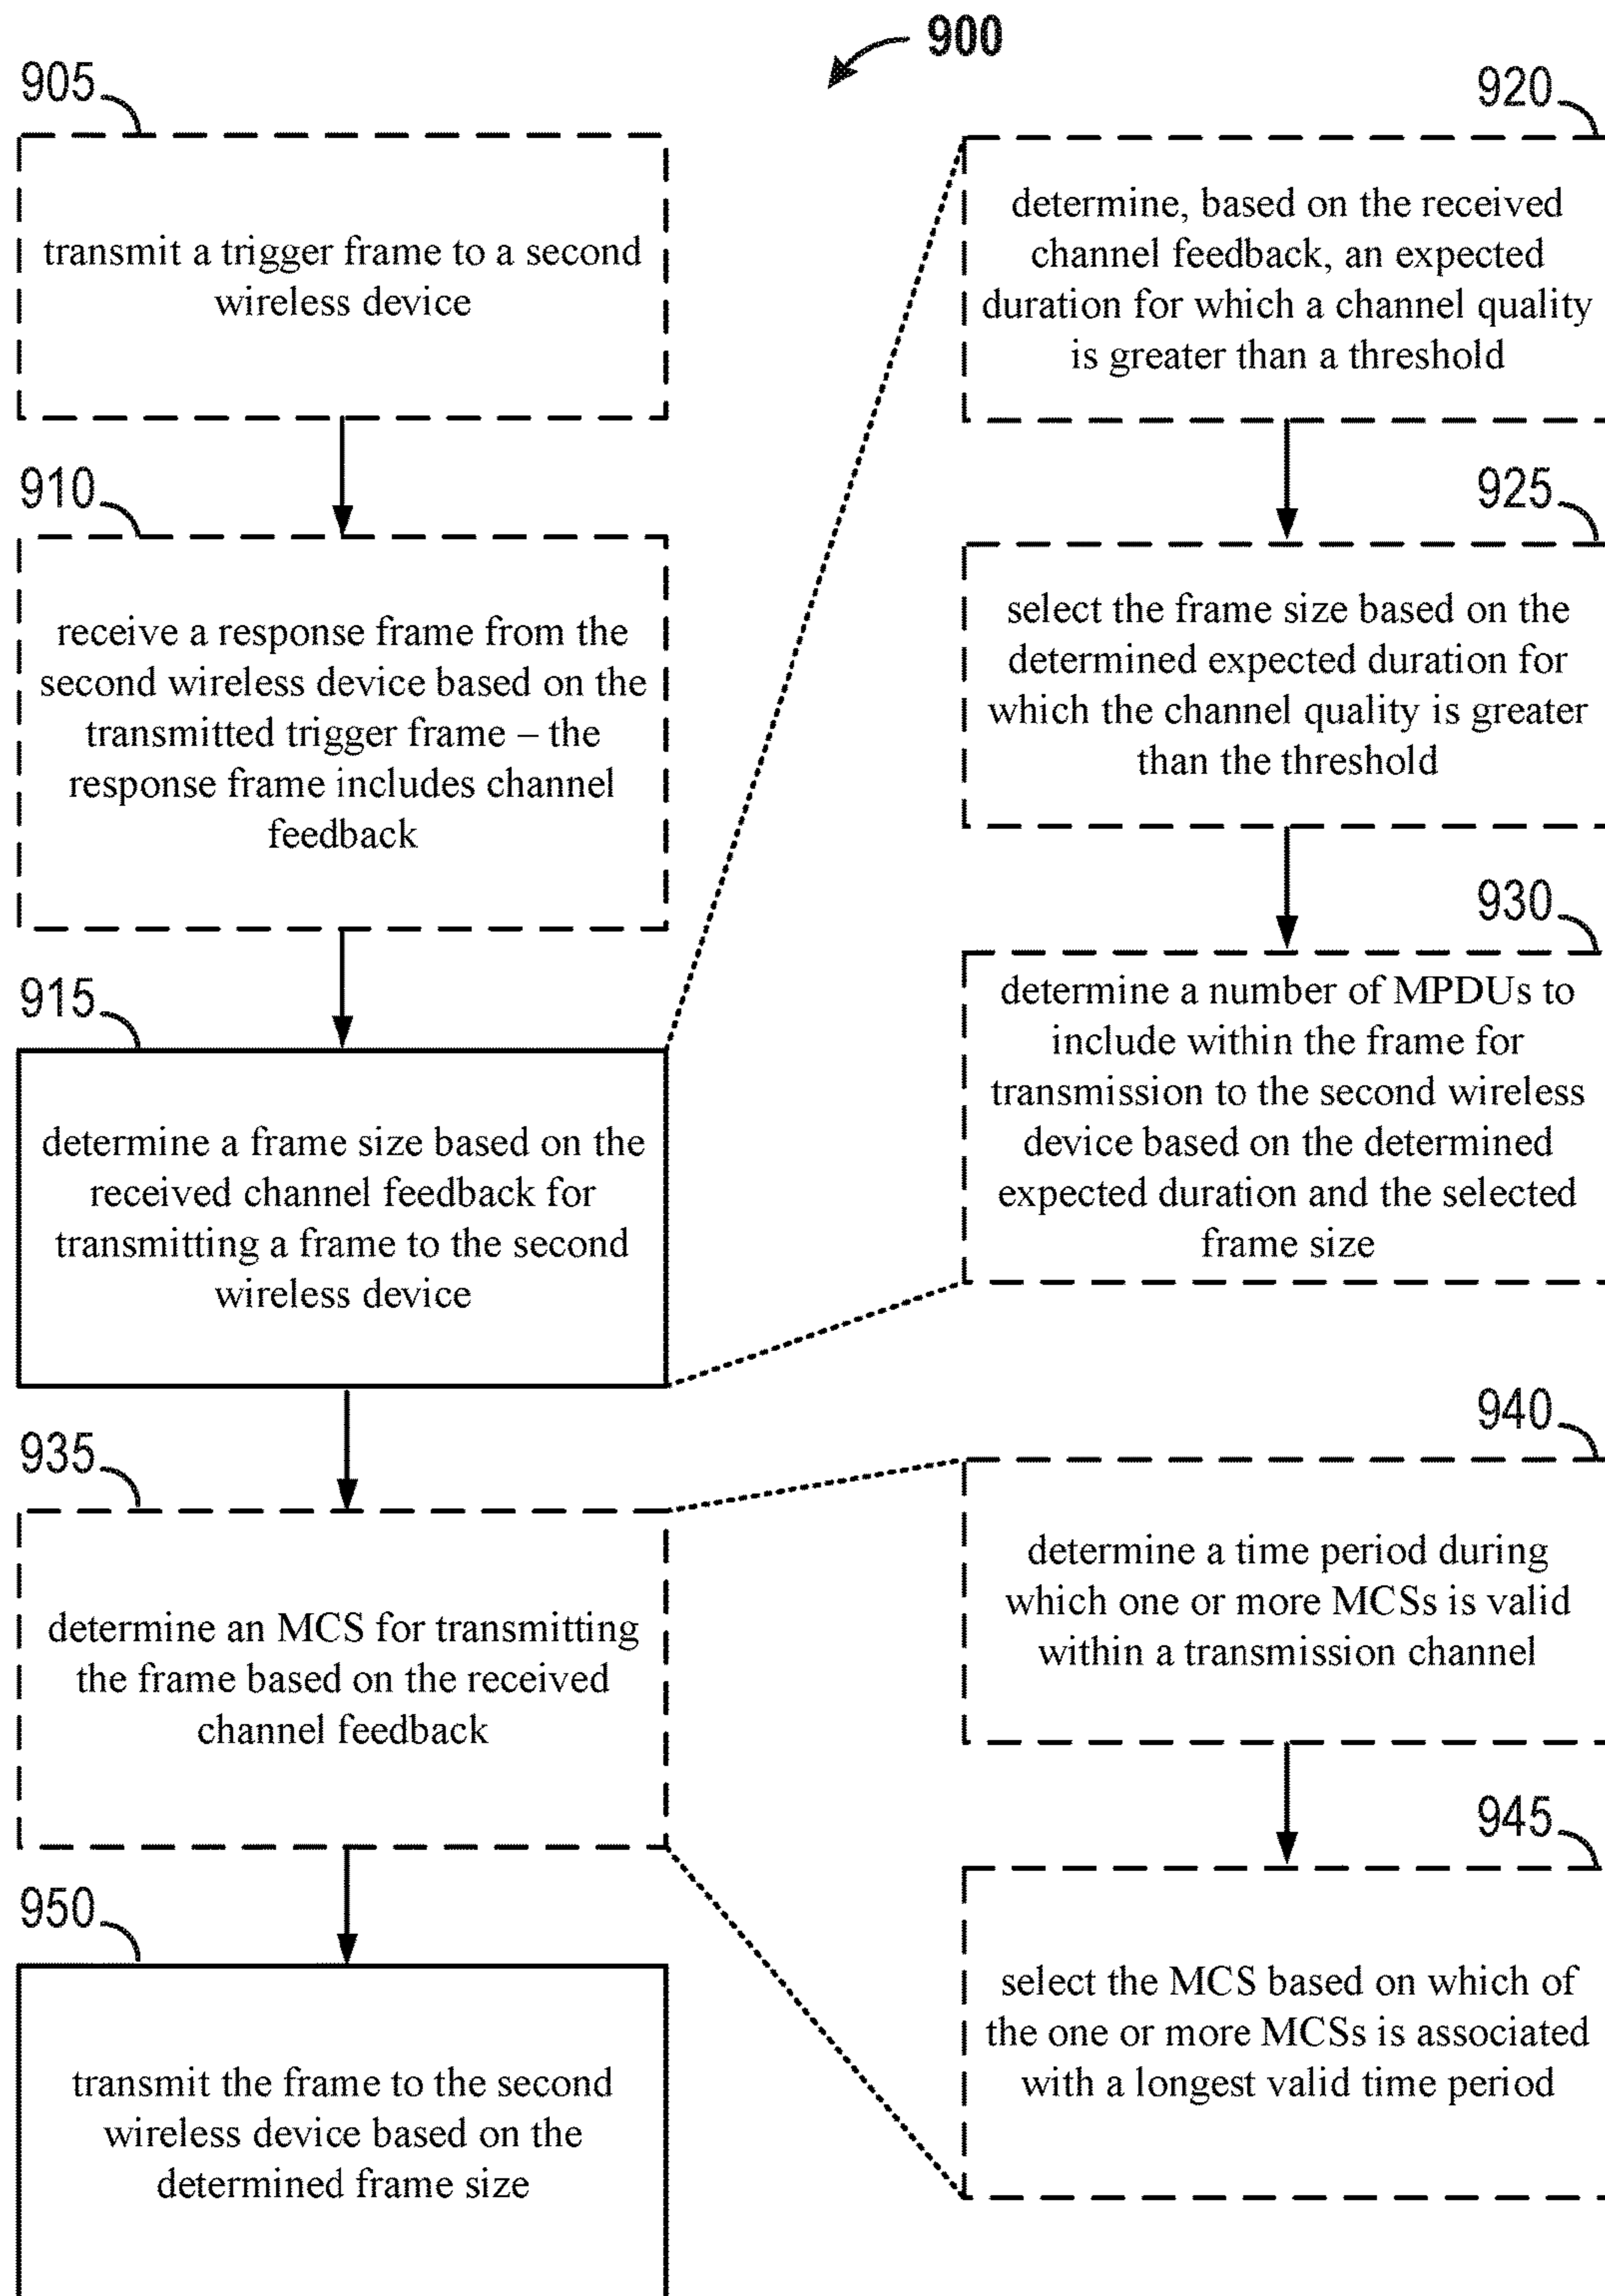 900
905
transmit a trigger frame to a second
wireless device
910
receive a response frame from the
second wireless device based on the
transmitted trigger frame – the
response frame includes channel
feedback
915
determine a frame size based on the
received channel feedback for
transmitting a frame to the second
wireless device
920
determine, based on the received
channel feedback, an expected
duration for which a channel quality
is greater than a threshold
925
select the frame size based on the
determined expected duration for
which the channel quality is greater
than the threshold
930
determine a number of MPDUs to
include within the frame for
transmission to the second wireless
device based on the determined
expected duration and the selected
frame size
935
determine an MCS for transmitting
the frame based on the received
channel feedback
940
determine a time period during
which one or more MCSs is valid
within a transmission channel
945
select the MCS based on which of
the one or more MCSs is associated
with a longest valid time period
950
transmit the frame to the second
wireless device based on the
determined frame size